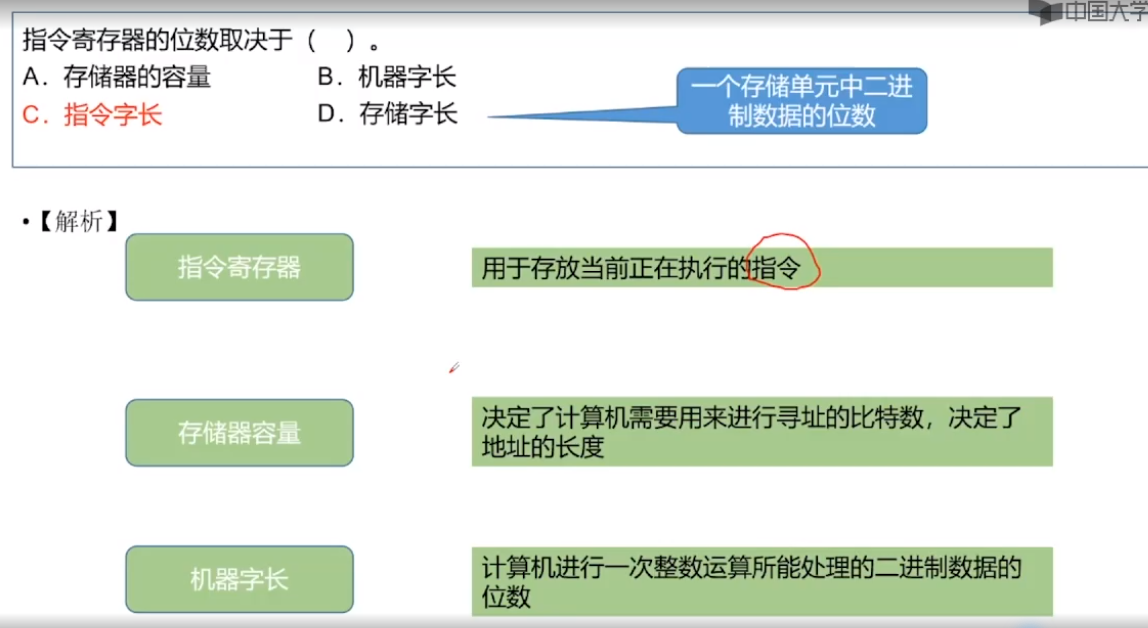 中国大学
指令寄存器的位数取决于（ ）。
A．存储器的容量 B．机器字长
C．指令字长 D．存储字长
一个存储单元中二进
制数据的位数
•【解析】
指令寄存器
用于存放当前正在执行的指令
存储器容量
决定了计算机需要用来进行寻址的比特数，决定了
地址的长度
机器字长
计算机进行一次整数运算所能处理的二进制数据的
位数